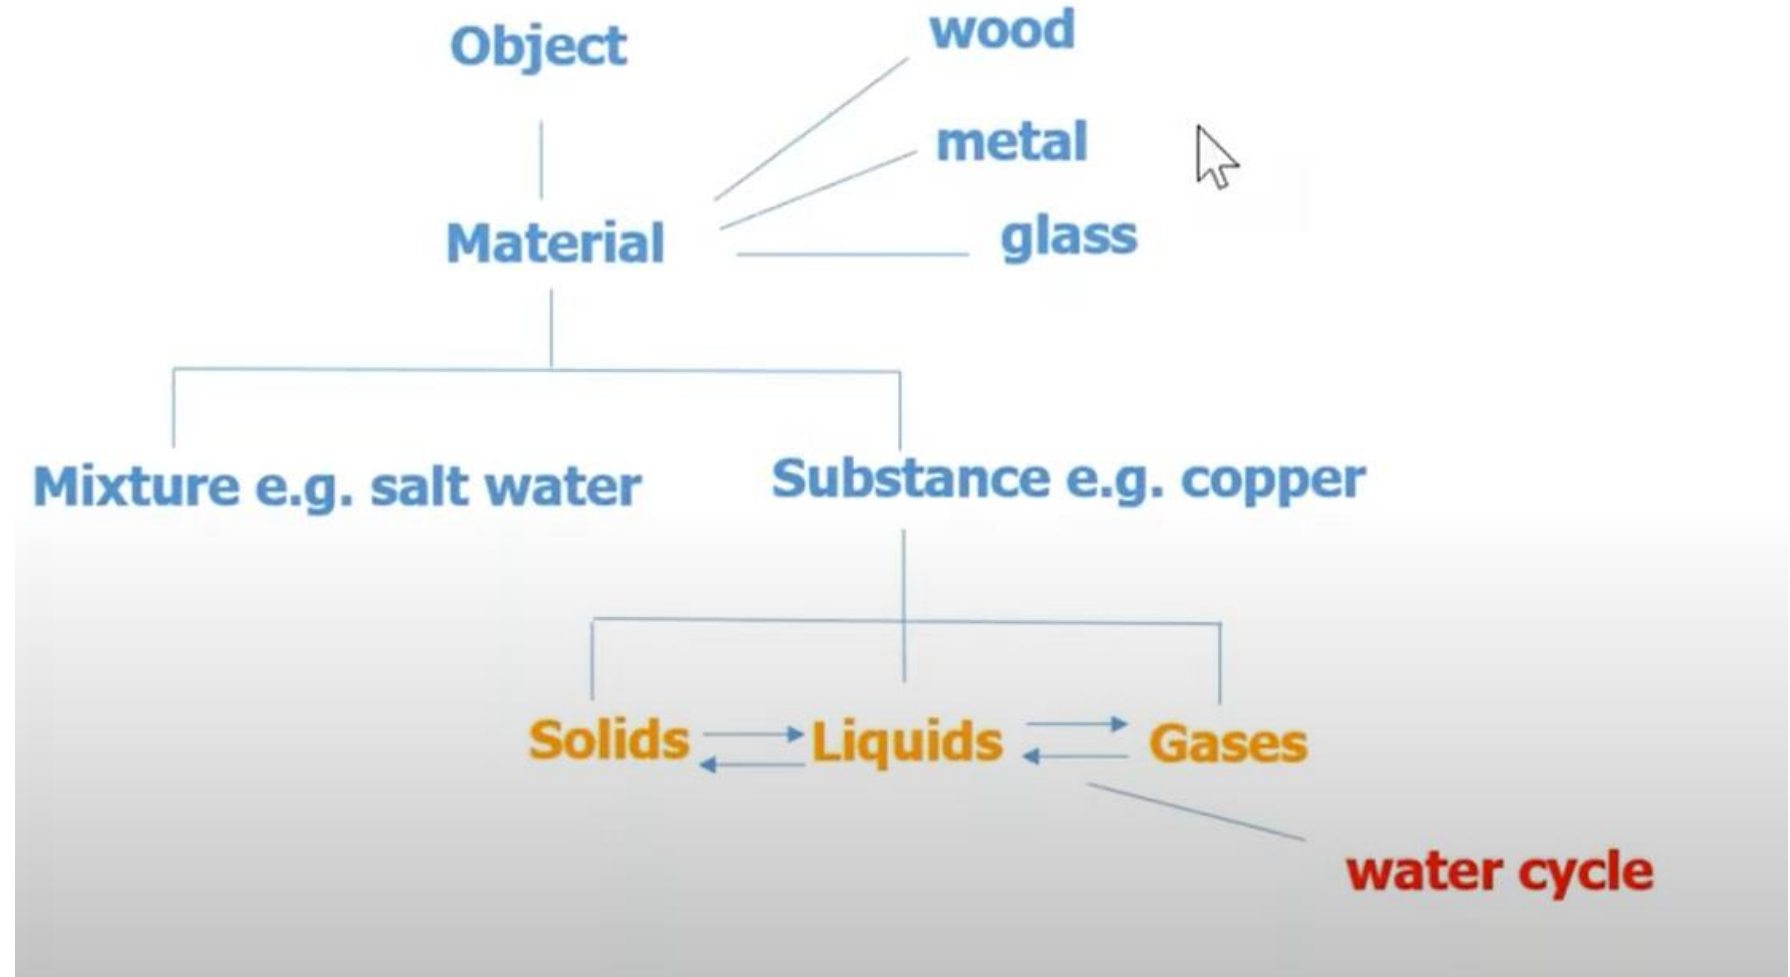 Object
wood
metal
Material
glass
Mixture e.g. salt water
Substance e.g. copper
Solids
Liquids
Gases
water cycle